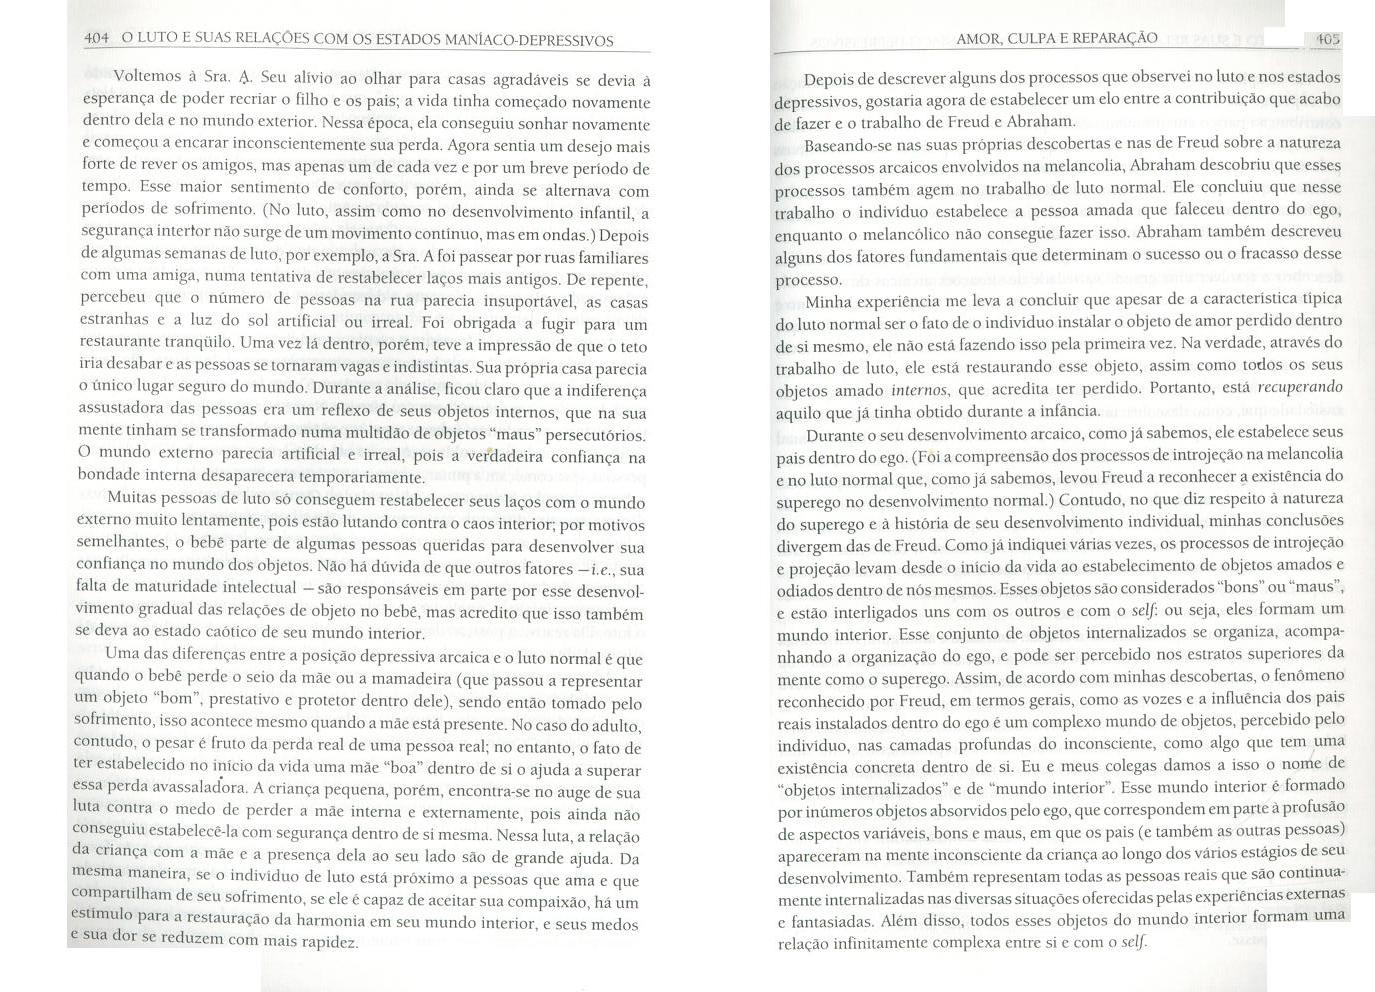 404 O LUTO E SUAS RELAÇÕES COM OS ESTADOS MANÍACO-DEPRESSIVOS
Voltemos à Sra. A. Seu alívio ao olhar para casas agradáveis se devia à
esperança de poder recriar o filho e os pais; a vida tinha começado novamente
dentro dela e no mundo exterior. Nessa época, ela conseguiu sonhar novamente
e começou a encarar inconscientemente sua perda. Agora sentia um desejo mais
forte de rever os amigos, mas apenas um de cada vez e por um breve período de
tempo. Esse maior sentimento de conforto, porém, ainda se alternava com
períodos de sofrimento. (No luto, assim como no desenvolvimento infantil, a
segurança interior não surge de um movimento contínuo, mas em ondas.) Depois
de algumas semanas de luto, por exemplo, a Sra. A foi passear por ruas familiares
com uma amiga, numa tentativa de restabelecer laços mais antigos. De repente,
percebeu que o número de pessoas na rua parecia insuportável, as casas
estranhas e a luz do sol artificial ou irreal. Foi obrigada a fugir para um
restaurante tranqüilo. Uma vez lá dentro, porém, teve a impressão de que o teto
iria desabar e as pessoas se tornaram vagas e indistintas. Sua própria casa parecia
o único lugar seguro do mundo. Durante a análise, ficou claro que a indiferença
assustadora das pessoas era um reflexo de seus objetos internos, que na sua
mente tinham se transformado numa multidão de objetos "maus" persecutórios.
O mundo externo parecia artificial e irreal, pois a verdadeira confiança na
bondade interna desaparecera temporariamente.
Muitas pessoas de luto só conseguem restabelecer seus laços com o mundo
externo muito lentamente, pois estão lutando contra o caos interior; por motivos
semelhantes, o bebê parte de algumas pessoas queridas para desenvolver sua
confiança no mundo dos objetos. Não há dúvida de que outros fatores – i.e., sua
falta de maturidade intelectual – são responsáveis em parte por esse desenvol-
vimento gradual das relações de objeto no bebê, mas acredito que isso também
se deva ao estado caótico de seu mundo interior.
Uma das diferenças entre a posição depressiva arcaica e o luto normal é que
quando o bebê perde o seio da mãe ou a mamadeira (que passou a representar
um objeto "bom", prestativo e protetor dentro dele), sendo então tomado pelo
sofrimento, isso acontece mesmo quando a mãe está presente. No caso do adulto,
contudo, o pesar é fruto da perda real de uma pessoa real; no entanto, o fato de
ter estabelecido no início da vida uma mãe "boa" dentro de si o ajuda a superar
essa perda avassaladora. A criança pequena, porém, encontra-se no auge de sua
luta contra o medo de perder a mãe interna e externamente, pois ainda não
conseguiu estabelecê-la com segurança dentro de si mesma. Nessa luta, a relação
da criança com a mãe e a presença dela ao seu lado são de grande ajuda. Da
mesma maneira, se o indivíduo de luto está próximo a pessoas que ama e que
compartilham de seu sofrimento, se ele é capaz de aceitar sua compaixão, há um
estímulo para a restauração da harmonia em seu mundo interior, e seus medos
e sua dor se reduzem com mais rapidez.
AMOR, CULPA E REPARAÇÃO 405
Depois de descrever alguns dos processos que observei no luto e nos estados
depressivos, gostaria agora de estabelecer um elo entre a contribuição que acabo
de fazer e o trabalho de Freud e Abraham.
Baseando-se nas suas próprias descobertas e nas de Freud sobre a natureza
dos processos arcaicos envolvidos na melancolia, Abraham descobriu que esses
processos também agem no trabalho de luto normal. Ele concluiu que nesse
trabalho o indivíduo estabelece a pessoa amada que faleceu dentro do ego,
enquanto o melancólico não consegue fazer isso. Abraham também descreveu
alguns dos fatores fundamentais que determinam o sucesso ou o fracasso desse
processo.
Minha experiência me leva a concluir que apesar de a característica típica
do luto normal ser o fato de o indivíduo instalar o objeto de amor perdido dentro
de si mesmo, ele não está fazendo isso pela primeira vez. Na verdade, através do
trabalho de luto, ele está restaurando esse objeto, assim como todos os seus
objetos amado internos, que acredita ter perdido. Portanto, está recuperando
aquilo que já tinha obtido durante a infância.
Durante o seu desenvolvimento arcaico, como já sabemos, ele estabelece seus
pais dentro do ego. (Foi a compreensão dos processos de introjeção na melancolia
e no luto normal que, como já sabemos, levou Freud a reconhecer a existência do
superego no desenvolvimento normal.) Contudo, no que diz respeito à natureza
do superego e à história de seu desenvolvimento individual, minhas conclusões
divergem das de Freud. Como já indiquei várias vezes, os processos de introjeção
e projeção levam desde o início da vida ao estabelecimento de objetos amados e
odiados dentro de nós mesmos. Esses objetos são considerados "bons" ou "maus",
e estão interligados uns com os outros e com o self: ou seja, eles formam um
mundo interior. Esse conjunto de objetos internalizados se organiza, acompa-
nhando a organização do ego, e pode ser percebido nos estratos superiores da
mente como o superego. Assim, de acordo com minhas descobertas, o fenômeno
reconhecido por Freud, em termos gerais, como as vozes e a influência dos pais
reais instalados dentro do ego é um complexo mundo de objetos, percebido pelo
indivíduo, nas camadas profundas do inconsciente, como algo que tem uma
existência concreta dentro de si. Eu e meus colegas damos a isso o nome de
"objetos internalizados" e de "mundo interior". Esse mundo interior é formado
por inúmeros objetos absorvidos pelo ego, que correspondem em parte à profusão
de aspectos variáveis, bons e maus, em que os pais (e também as outras pessoas)
apareceram na mente inconsciente da criança ao longo dos vários estágios de seu
desenvolvimento. Também representam todas as pessoas reais que são continua-
mente internalizadas nas diversas situações oferecidas pelas experiências externas
e fantasiadas. Além disso, todos esses objetos do mundo interior formam uma
relação infinitamente complexa entre si e com o self.